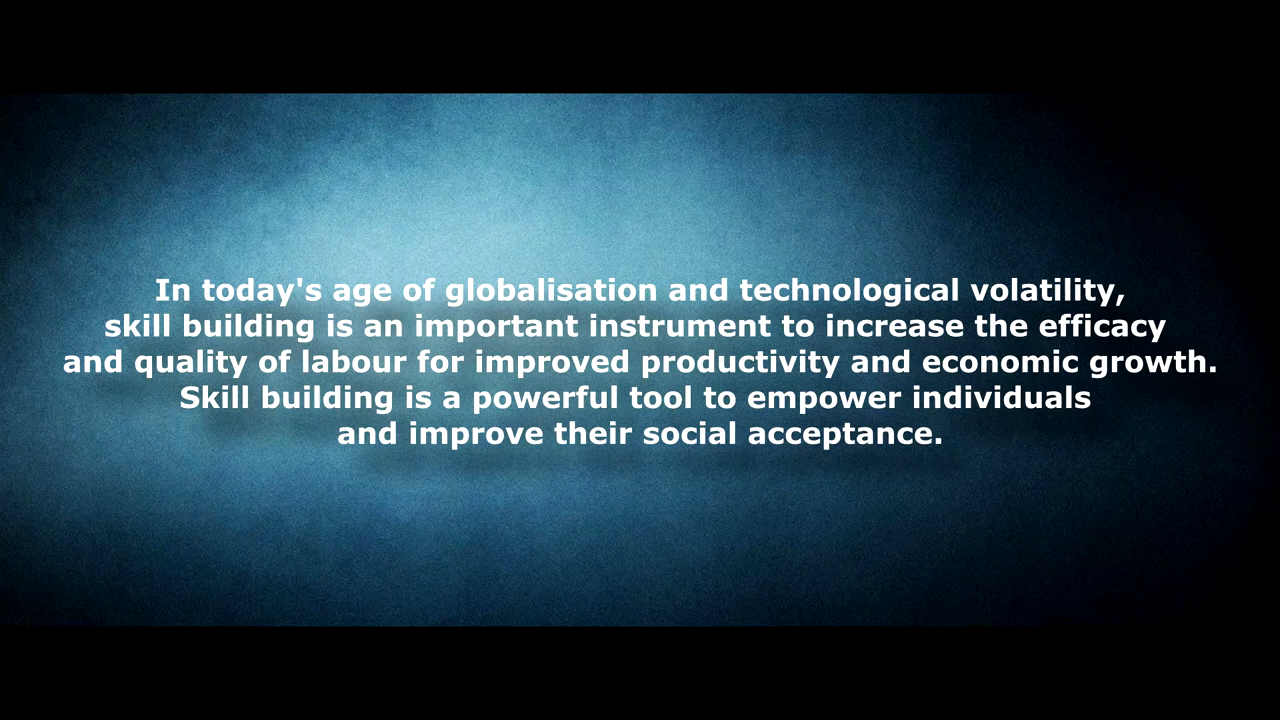 In today's age of globalisation and technological volatility,
skill building is an important instrument to increase the efficacy
and quality of labour for improved productivity and economic growth.
Skill building is a powerful tool to empower individuals
and improve their social acceptance.